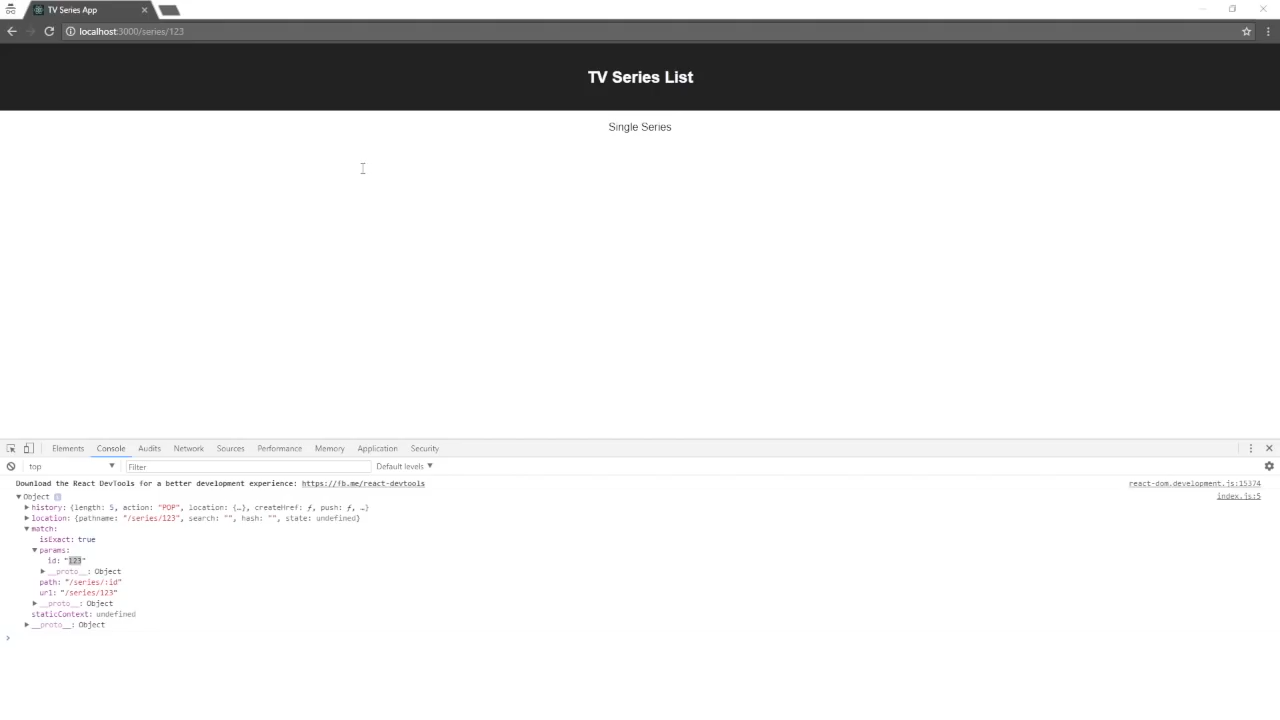 TV Series App
localhost:3000/series/123
TV Series List
Single Series
Elements Console Audits Network Sources Performance Memory Application Security
top Filter Default levels
Download the React DevTools for a better development experience: https://fb.me/react-devtools react-dom.development.js:15374
Object index.js:5
history: {length: 5, action: "POP", location: {…}, createHref: ƒ, push: ƒ, …}
location: {pathname: "/series/123", search: "", hash: "", state: undefined}
match:
isExact: true
params:
id: "123"
__proto__: Object
path: "/series/:id"
url: "/series/123"
__proto__: Object
staticContext: undefined
__proto__: Object